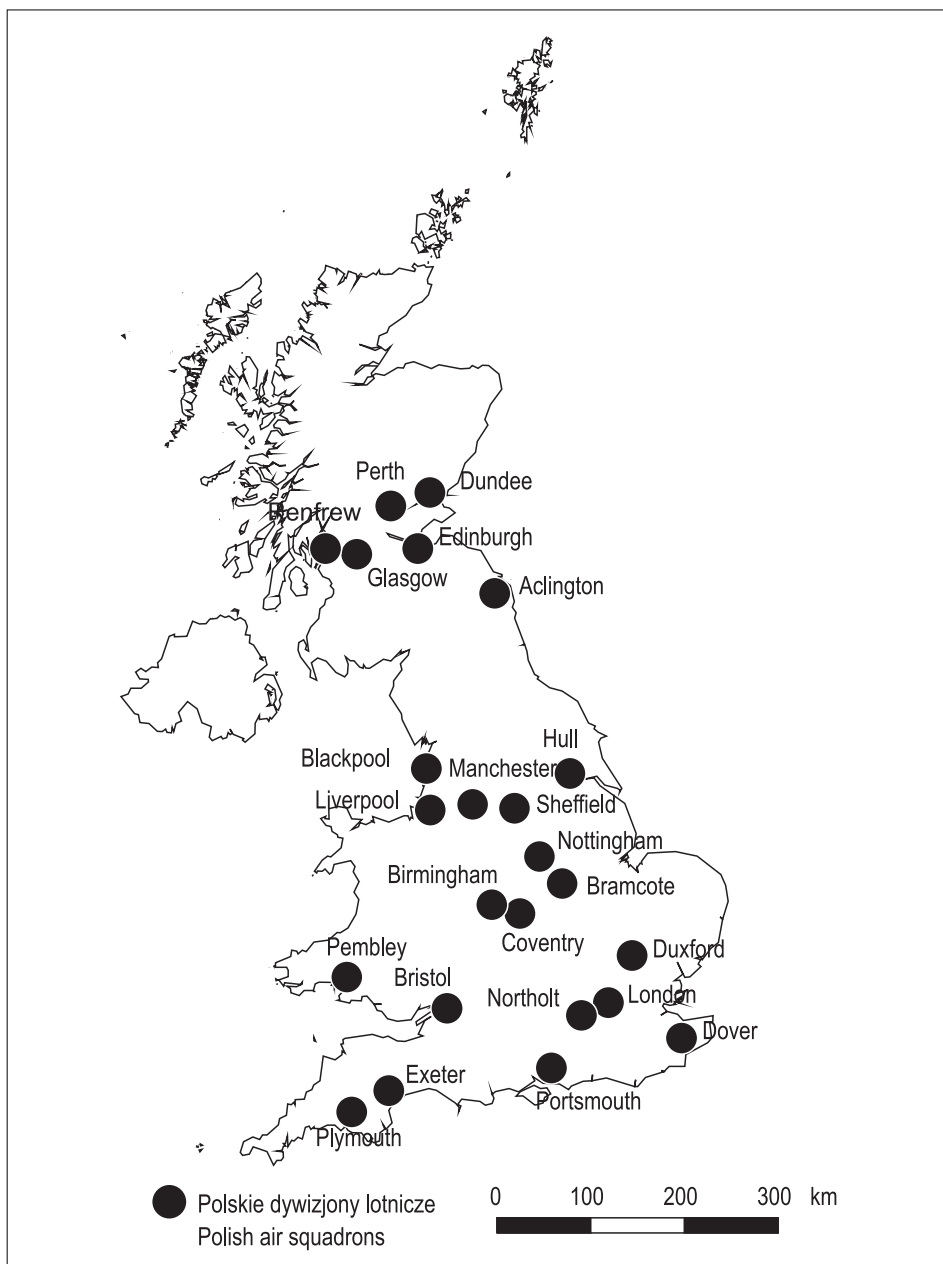 Perth
Dundee
Renfrew
Edinburgh
Glasgow
Aclington
Hull
Blackpool
Manchester
Liverpool
Sheffield
Nottingham
Birmingham
Bramcote
Coventry
Pembley
Duxford
Bristol
Northolt
London
Dover
Exeter
Portsmouth
Plymouth
Polskie dywizjony lotnicze
Polish air squadrons
0 100 200 300 km